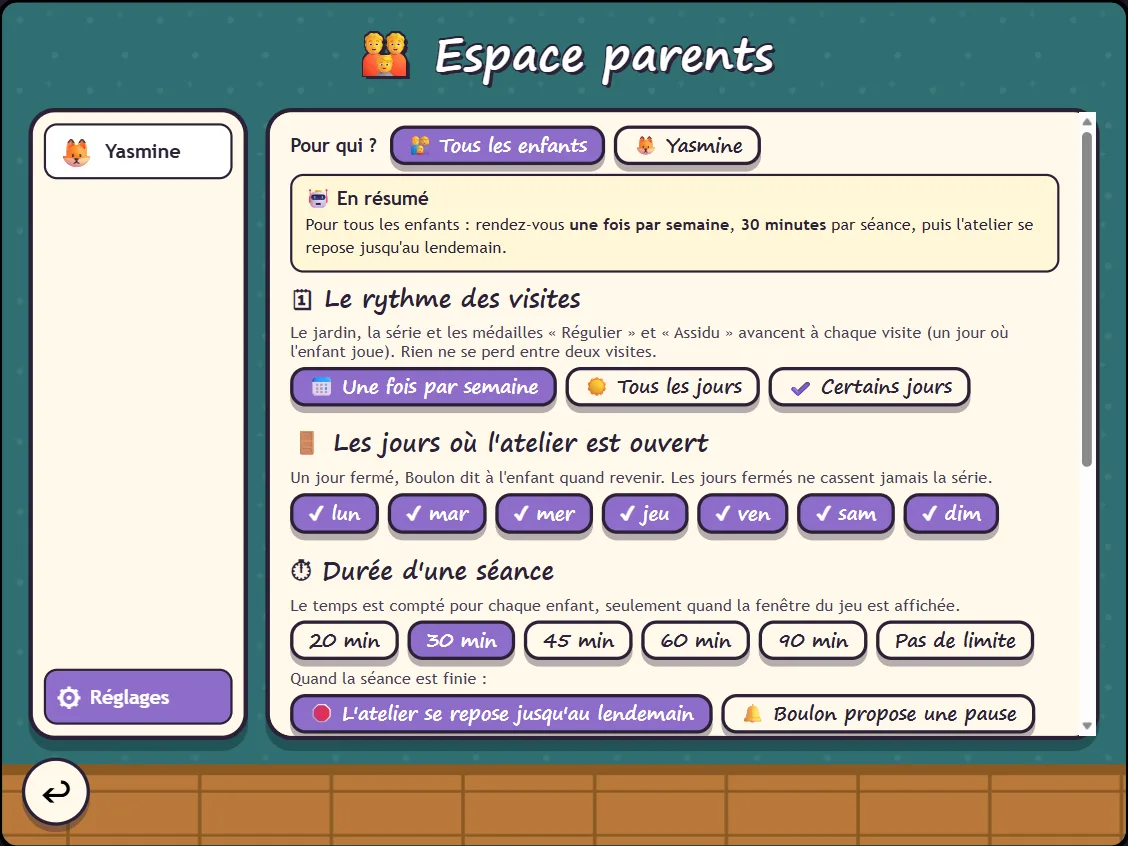 Espace parents
Yasmine
Réglages
Pour qui ? Tous les enfants Yasmine
En résumé
Pour tous les enfants : rendez-vous une fois par semaine, 30 minutes par séance, puis l'atelier se
repose jusqu'au lendemain.
1 Le rythme des visites
Le jardin, la série et les médailles « Régulier » et « Assidu » avancent à chaque visite (un jour où
l'enfant joue). Rien ne se perd entre deux visites.
Une fois par semaine Tous les jours Certains jours
Les jours où l'atelier est ouvert
Un jour fermé, Boulon dit à l'enfant quand revenir. Les jours fermés ne cassent jamais la série.
✓ lun ✓ mar ✓ mer ✓ jeu ✓ ven ✓ sam ✓ dim
Durée d'une séance
Le temps est compté pour chaque enfant, seulement quand la fenêtre du jeu est affichée.
20 min 30 min 45 min 60 min 90 min Pas de limite
Quand la séance est finie :
L'atelier se repose jusqu'au lendemain Boulon propose une pause